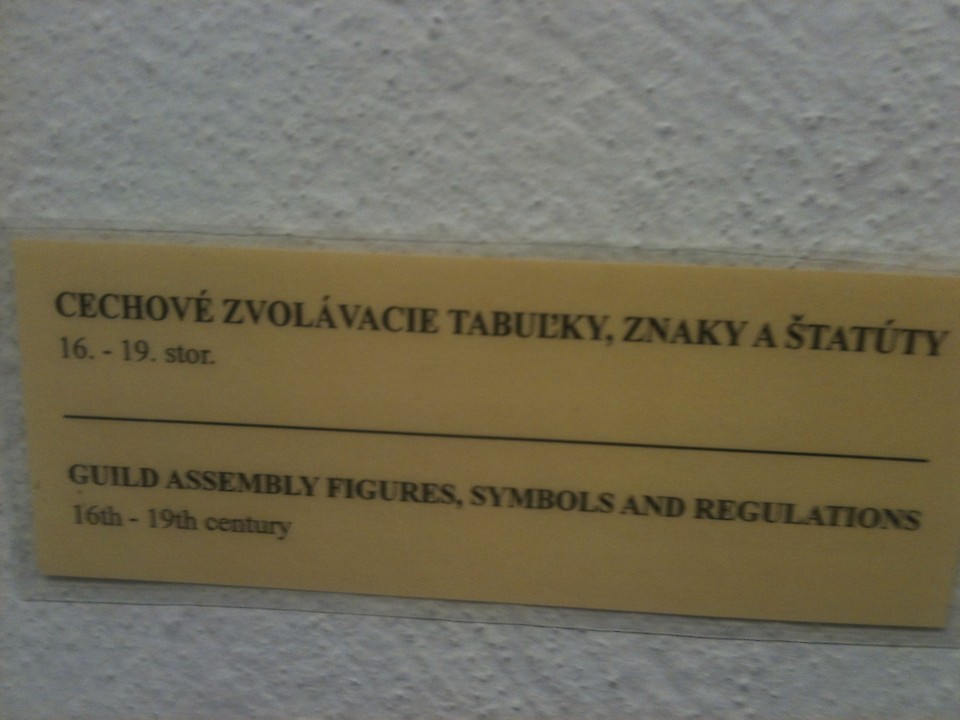 CECHOVÉ ZVOLÁVACIE TABUĽKY, ZNAKY A ŠTATÚTY
16. - 19. stor.
GUILD ASSEMBLY FIGURES, SYMBOLS AND REGULATIONS
16th - 19th century